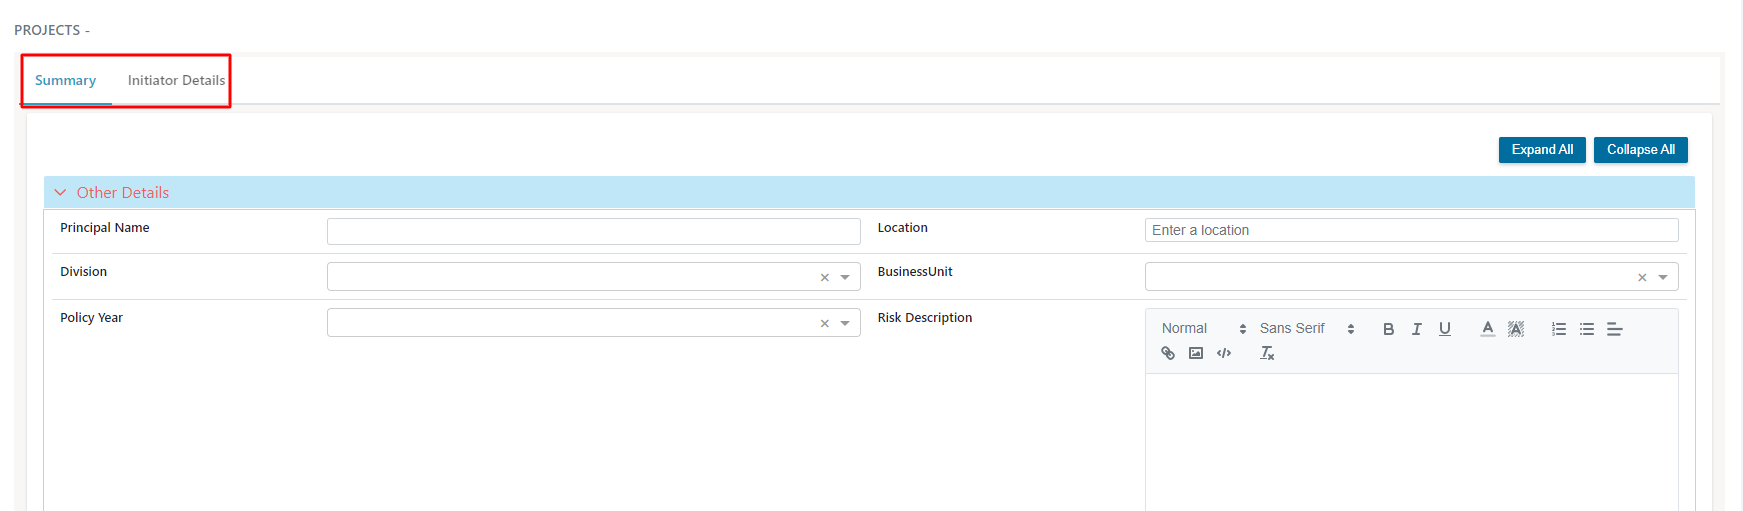 PROJECTS -
Summary Initiator Details
Expand All Collapse All
Other Details
Principal Name Location Enter a location
Division BusinessUnit
Policy Year Risk Description
Normal Sans Serif B I U A A